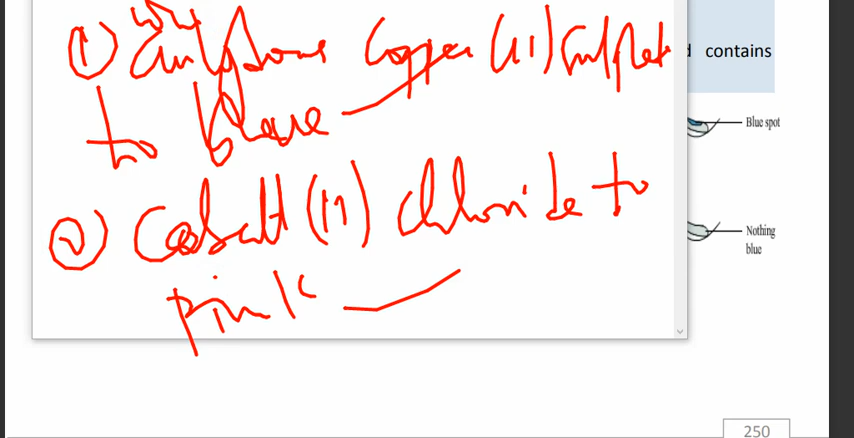 ① white anhydrous Copper (II) Sulphate
contains
to blue
Blue spot
② Cobalt (II) chloride to
Nothing
blue
pink
250